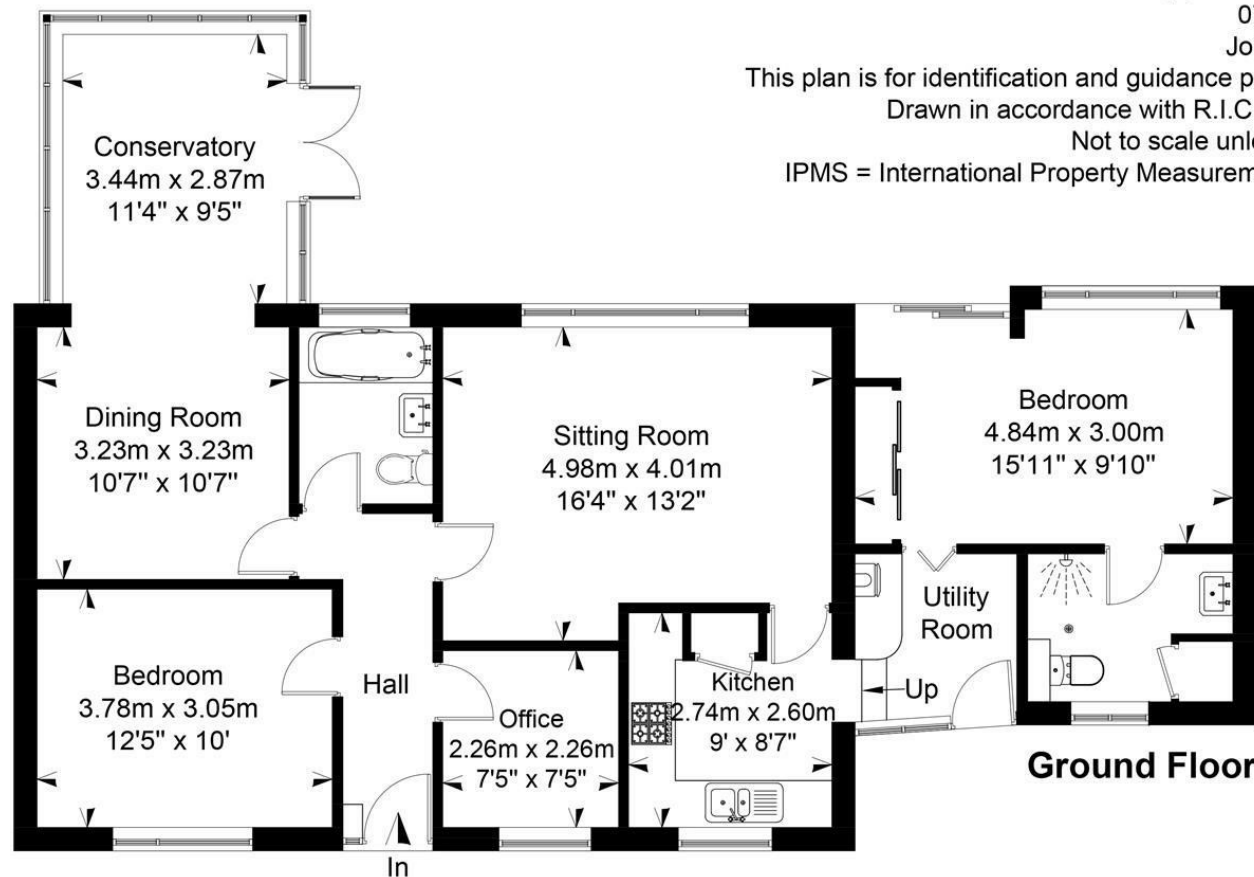 This plan is for identification and guidance
Drawn in accordance with
Not to scale
IPMS = International Property
Conservatory
3.44m x 2.87m
11'4" x 9'5"
Dining Room
3.23m x 3.23m
10'7" x 10'7"
Sitting Room
4.98m x 4.01m
16'4" x 13'2"
Bedroom
4.84m x 3.00m
15'11" x 9'10"
Utility
Room
Bedroom
3.78m x 3.05m
12'5" x 10'
Hall
Office
2.26m x 2.26m
7'5" x 7'5"
Kitchen
2.74m x 2.60m
9' x 8'7"
Up
Ground Floor
In